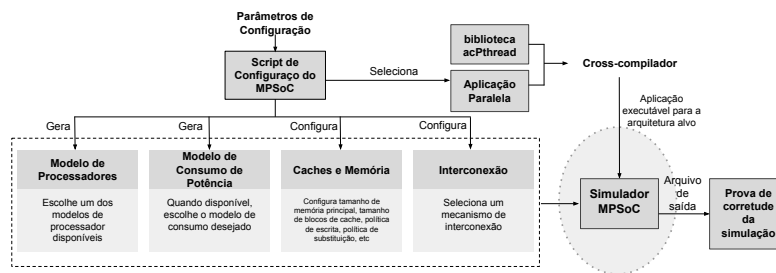 Parâmetros de
Configuração
Script de
Configuraço do
MPSoC
Seleciona
biblioteca
acPthread
Aplicação
Paralela
Cross-compilador
Aplicação
executável para a
arquitetura alvo
Gera
Gera
Configura
Configura
Modelo de
Processadores
Escolhe um dos
modelos de
processador
disponíveis
Modelo de
Consumo de
Potência
Quando disponível,
escolhe o modelo de
consumo desejado
Caches e Memória
Configura tamanho de
memória principal, tamanho
de blocos de cache, política
de escrita, política de
substituição, etc
Interconexão
Seleciona um
mecanismo de
interconexão
Simulador
MPSoC
Arquivo
de
saída
Prova de
corretude
da
simulação